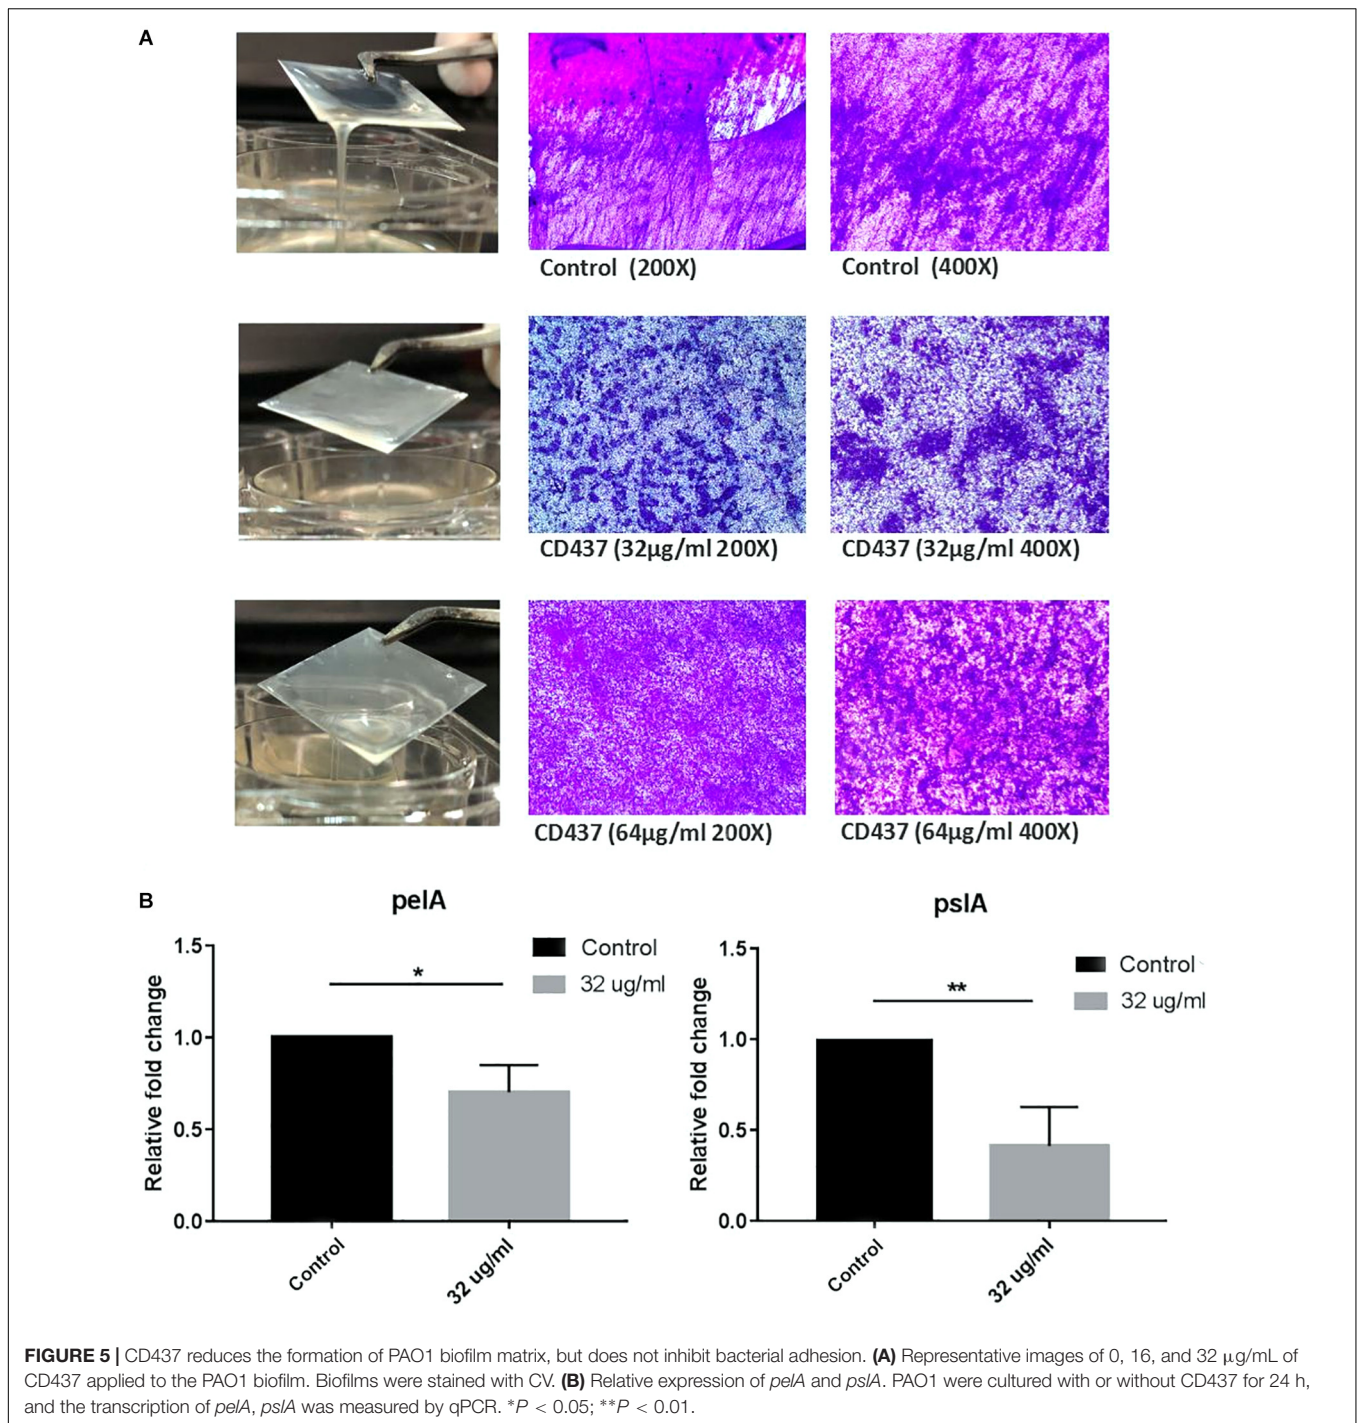 A
Control (200X)
Control (400X)
CD437 (32µg/ml 200X)
CD437 (32µg/ml 400X)
CD437 (64µg/ml 200X)
CD437 (64µg/ml 400X)
B
pelA
Relative fold change
1.5
1.0
0.5
0.0
*
Control
32 ug/ml
Control
32 ug/ml
pslA
Relative fold change
1.5
1.0
0.5
0.0
**
Control
32 ug/ml
Control
32 ug/ml
FIGURE 5 | CD437 reduces the formation of PAO1 biofilm matrix, but does not inhibit bacterial adhesion. (A) Representative images of 0, 16, and 32 µg/mL of
CD437 applied to the PAO1 biofilm. Biofilms were stained with CV. (B) Relative expression of pelA and pslA. PAO1 were cultured with or without CD437 for 24 h,
and the transcription of pelA, pslA was measured by qPCR. *P < 0.05; **P < 0.01.